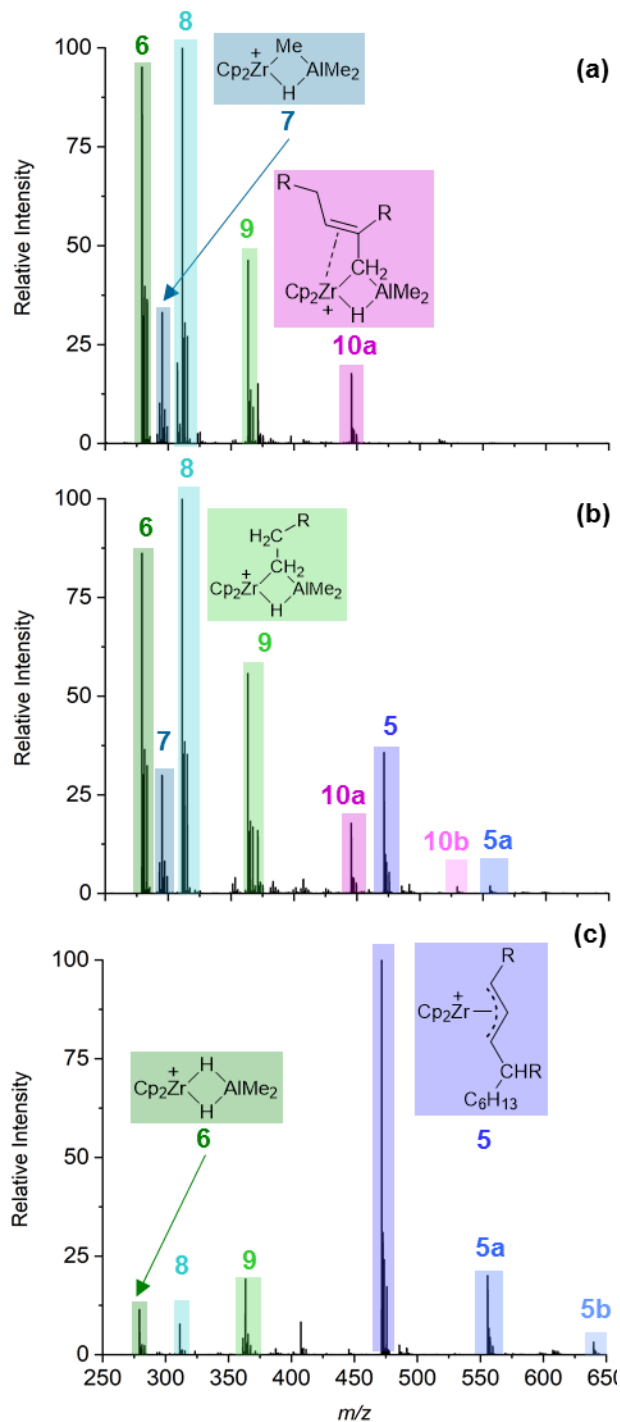 (a)
6
8
7
9
10a
Cp2Zr
+
Me
AlMe2
H
R
R
CH2
Cp2Zr
+
AlMe2
H
100
75
50
25
0
Relative Intensity
(b)
6
8
7
9
10a
5
10b
5a
R
H2C
CH2
+
Cp2Zr
AlMe2
H
100
75
50
25
0
Relative Intensity
(c)
6
8
9
5
5a
5b
H
+
Cp2Zr
AlMe2
H
R
+
Cp2Zr
CHR
C6H13
100
75
50
25
0
Relative Intensity
250 300 350 400 450 500 550 600 650
m/z